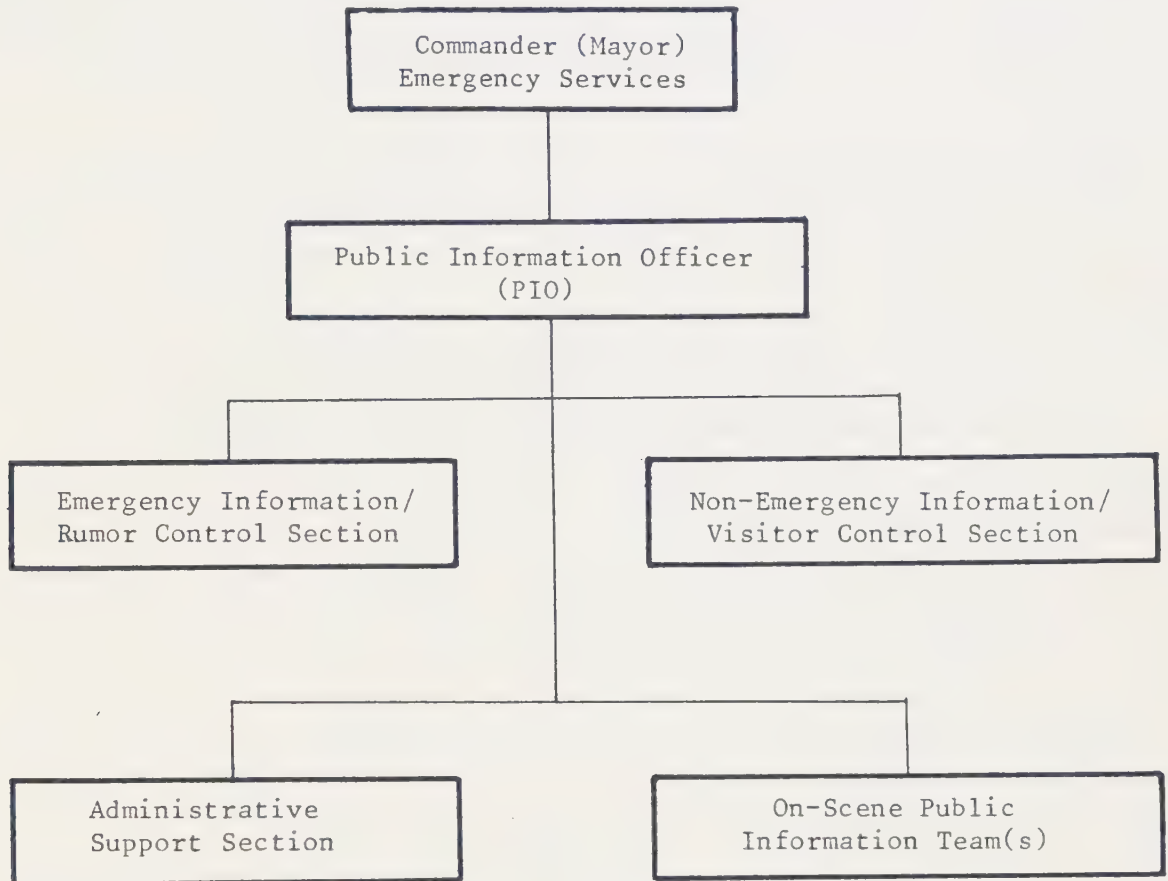 Commander (Mayor)
Emergency Services
Public Information Officer
(PIO)
Emergency Information/
Rumor Control Section
Non-Emergency Information/
Visitor Control Section
Administrative
Support Section
On-Scene Public
Information Team(s)